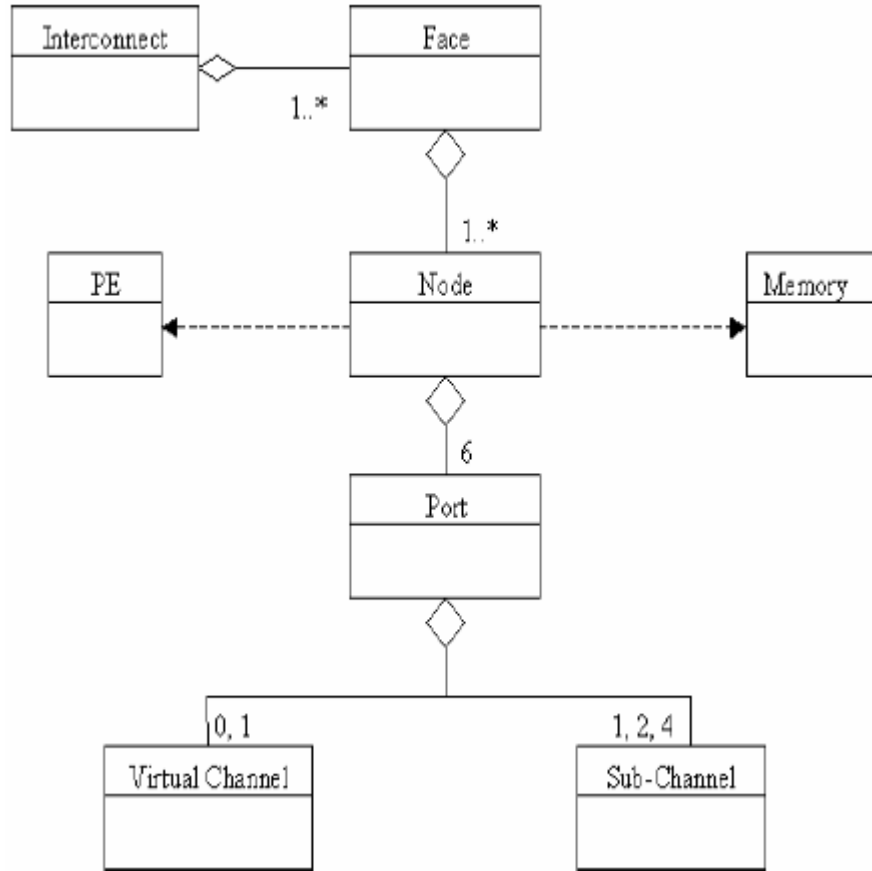 Interconnect
Face
1..*
1..*
PE
Node
Memory
6
Port
0, 1
1, 2, 4
Virtual Channel
Sub-Channel